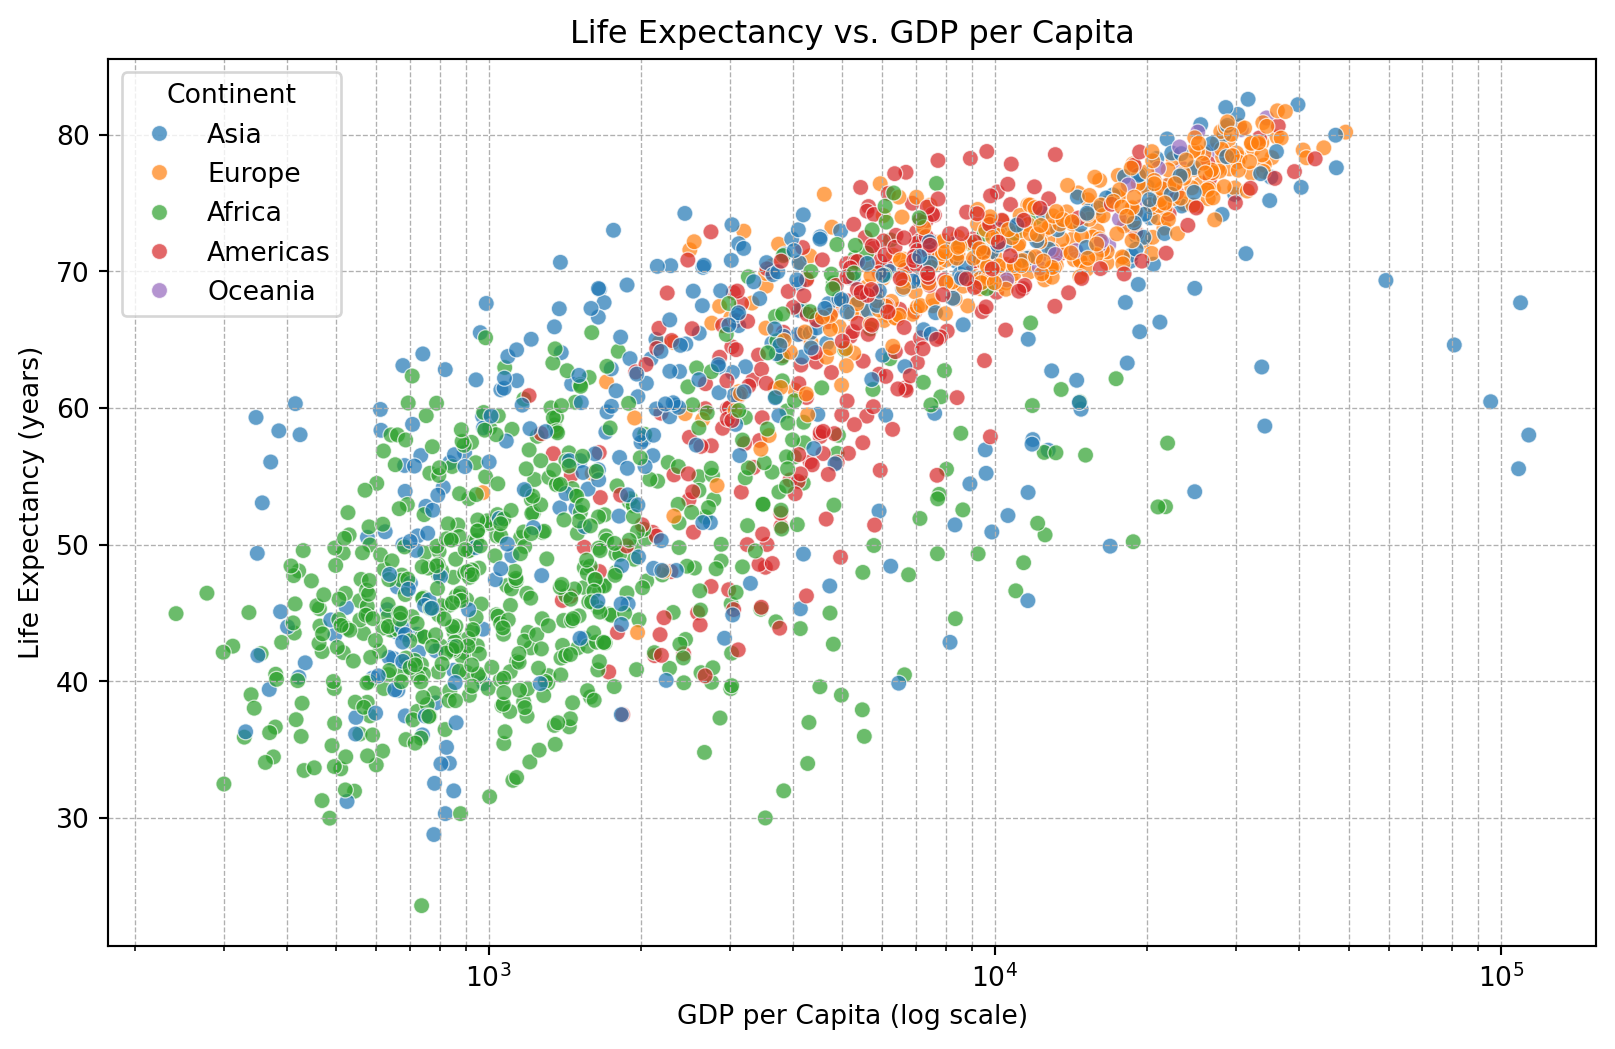 Life Expectancy vs. GDP per Capita
Continent
Asia
Europe
Africa
Americas
Oceania
Life Expectancy (years)
80
70
60
50
40
30
10³
10⁴
10⁵
GDP per Capita (log scale)